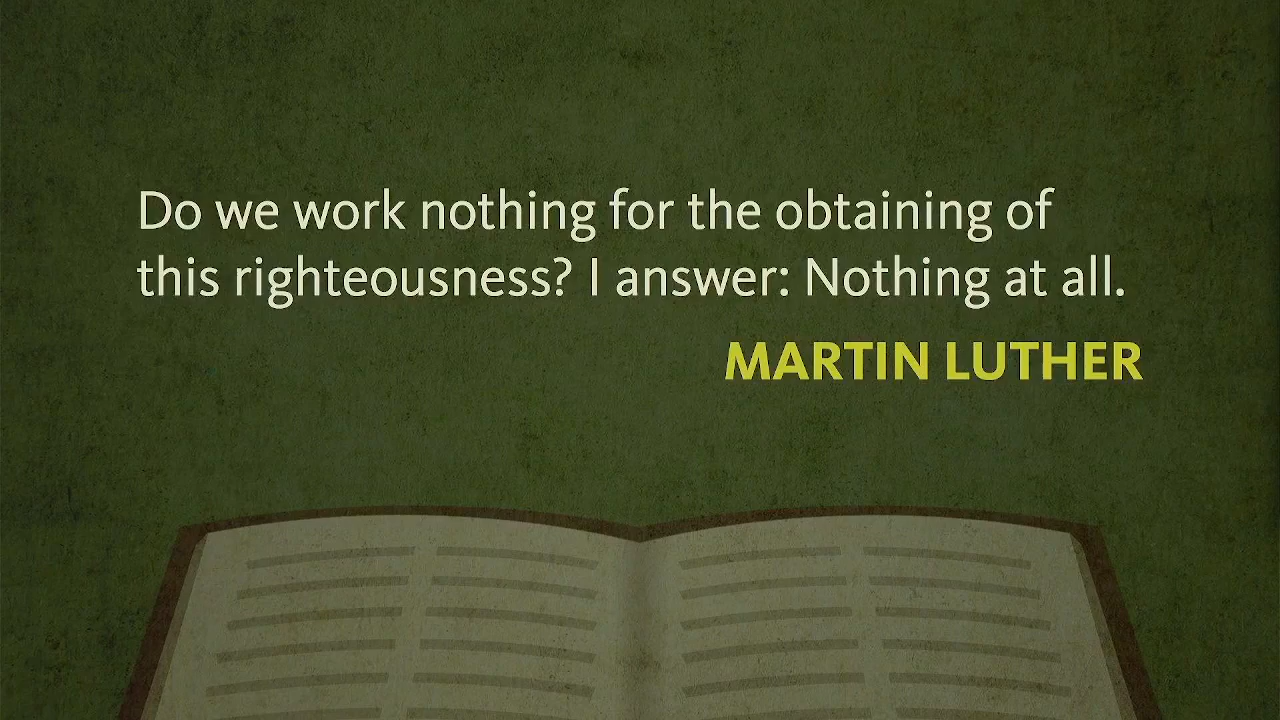 Do we work nothing for the obtaining of
this righteousness? I answer: Nothing at all.
MARTIN LUTHER